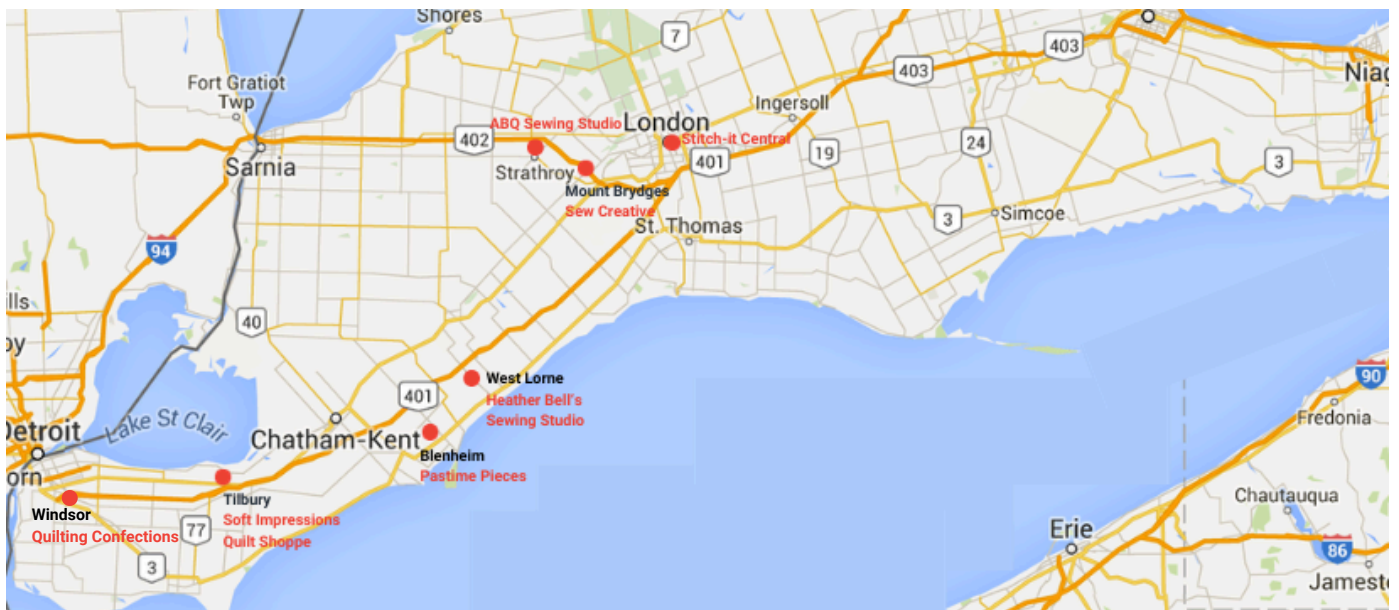 Shores
7
403
403
Niag
Fort Gratiot
Twp
Ingersoll
ABQ Sewing Studio
London
402
Stitch-it Central
Sarnia
401
19
24
3
Strathroy
Mount Brydges
Sew Creative
3
Simcoe
St. Thomas
94
ills
40
oy
West Lorne
Heather Bell's
Sewing Studio
401
90
Fredonia
Lake St Clair
Detroit
Chatham-Kent
Blenheim
Pastime Pieces
orn
Tilbury
Soft Impressions
Quilt Shoppe
Windsor
Quilting Confections
77
3
Chautauqua
Erie
86
Jamest